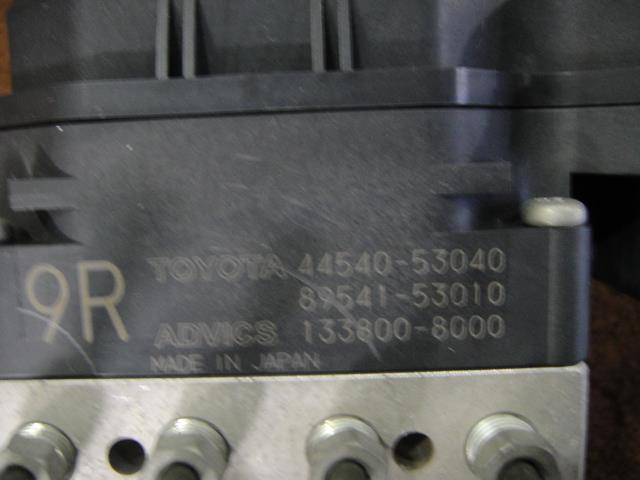 9R
TOYOTA 44540-53040
89541-53010
ADVICS 133800-8000
MADE IN JAPAN